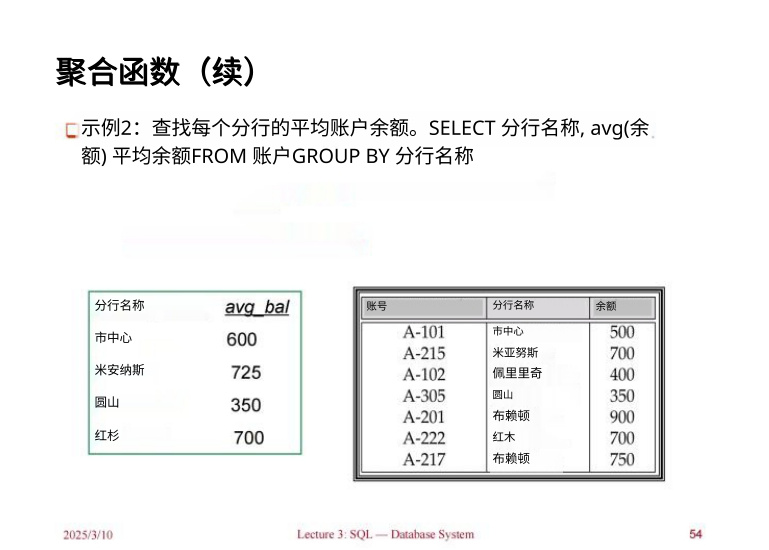 聚合函数（续）
示例2：查找每个分行的平均账户余额。SELECT 分行名称, avg(余
额) 平均余额FROM 账户GROUP BY 分行名称
分行名称 avg_bal
市中心 600
米安纳斯 725
圆山 350
红杉 700
账号 分行名称 余额
A-101 市中心 500
A-215 米亚努斯 700
A-102 佩里里奇 400
A-305 圆山 350
A-201 布赖顿 900
A-222 红木 700
A-217 布赖顿 750
2025/3/10 Lecture 3: SQL — Database System 54